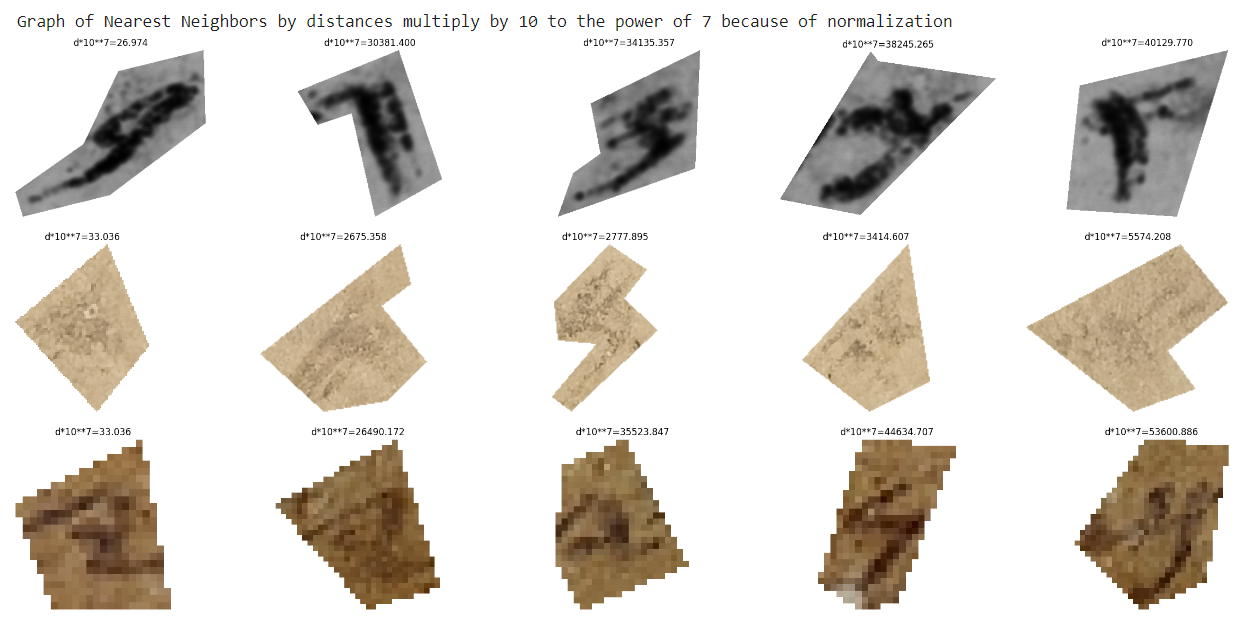 Graph of Nearest Neighbors by distances multiply by 10 to the power of 7 because of normalization
d*10**7=26.974 d*10**7=30381.400 d*10**7=34135.357 d*10**7=38245.265 d*10**7=40129.770
d*10**7=33.036 d*10**7=2675.358 d*10**7=2777.895 d*10**7=3414.607 d*10**7=5574.208
d*10**7=33.036 d*10**7=26490.172 d*10**7=35523.847 d*10**7=44634.707 d*10**7=53600.886